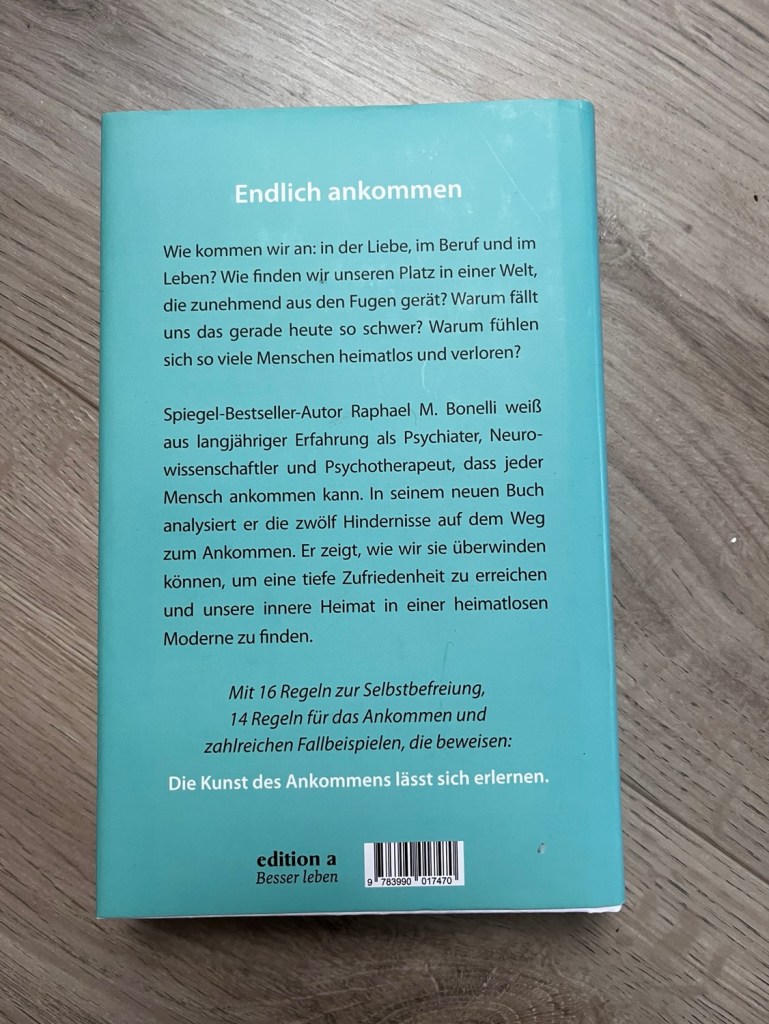 Endlich ankommen
Wie kommen wir an: in der Liebe, im Beruf und im
Leben? Wie finden wir unseren Platz in einer Welt,
die zunehmend aus den Fugen gerät? Warum fällt
uns das gerade heute so schwer? Warum fühlen
sich so viele Menschen heimatlos und verloren?
Spiegel-Bestseller-Autor Raphael M. Bonelli weiß
aus langjähriger Erfahrung als Psychiater, Neuro-
wissenschaftler und Psychotherapeut, dass jeder
Mensch ankommen kann. In seinem neuen Buch
analysiert er die zwölf Hindernisse auf dem Weg
zum Ankommen. Er zeigt, wie wir sie überwinden
können, um eine tiefe Zufriedenheit zu erreichen
und unsere innere Heimat in einer heimatlosen
Moderne zu finden.
Mit 16 Regeln zur Selbstbefreiung,
14 Regeln für das Ankommen und
zahlreichen Fallbeispielen, die beweisen:
Die Kunst des Ankommens lässt sich erlernen.
edition a
Besser leben
9 783990 017470